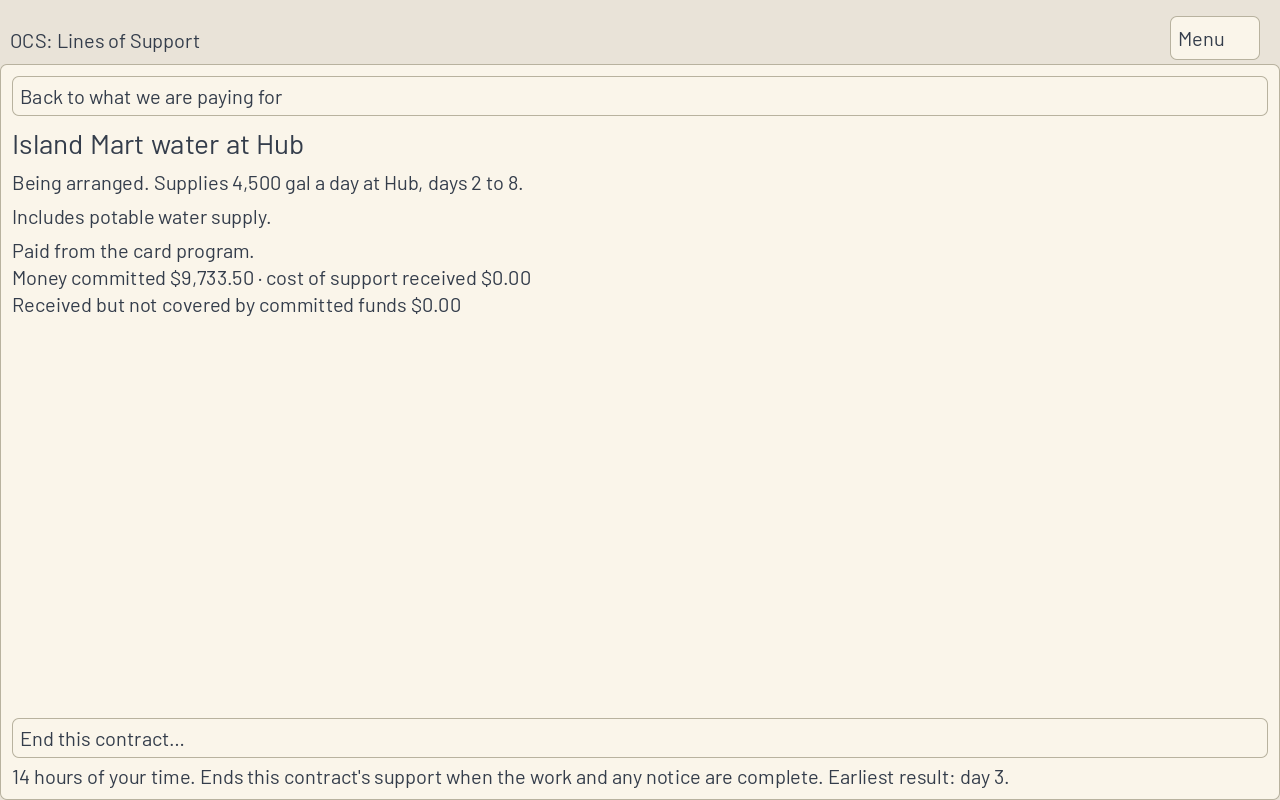 OCS: Lines of Support
Menu
Back to what we are paying for
Island Mart water at Hub
Being arranged. Supplies 4,500 gal a day at Hub, days 2 to 8.
Includes potable water supply.
Paid from the card program.
Money committed $9,733.50 · cost of support received $0.00
Received but not covered by committed funds $0.00
End this contract...
14 hours of your time. Ends this contract's support when the work and any notice are complete. Earliest result: day 3.